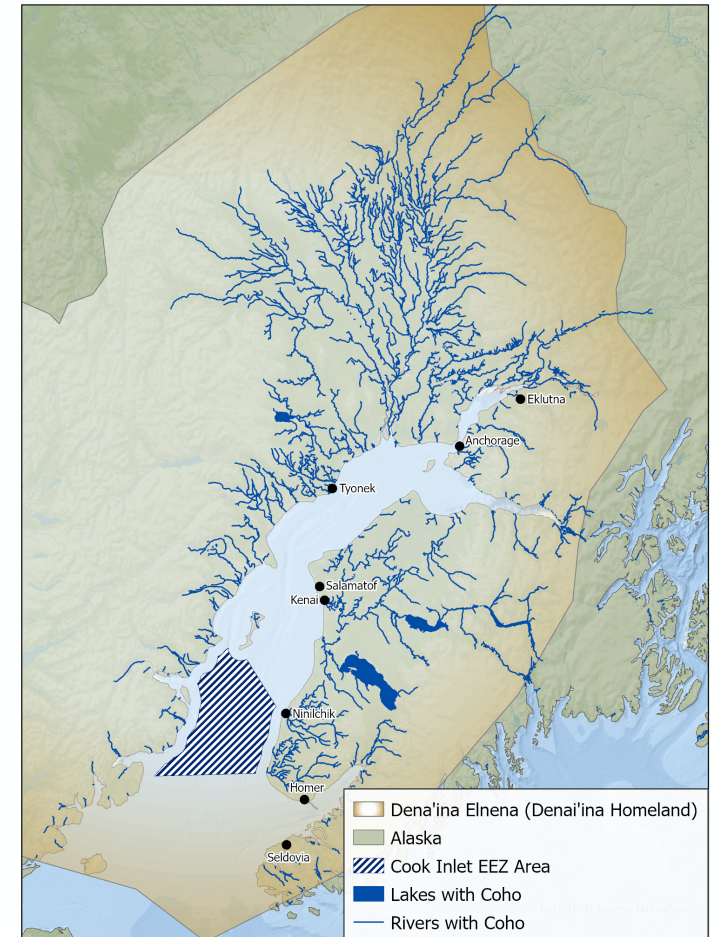 Eklutna
Anchorage
Tyonek
Salamatof
Kenai
Ninilchik
Homer
Seldovia
Dena'ina Elnena (Denai'ina Homeland)
Alaska
Cook Inlet EEZ Area
Lakes with Coho
Rivers with Coho